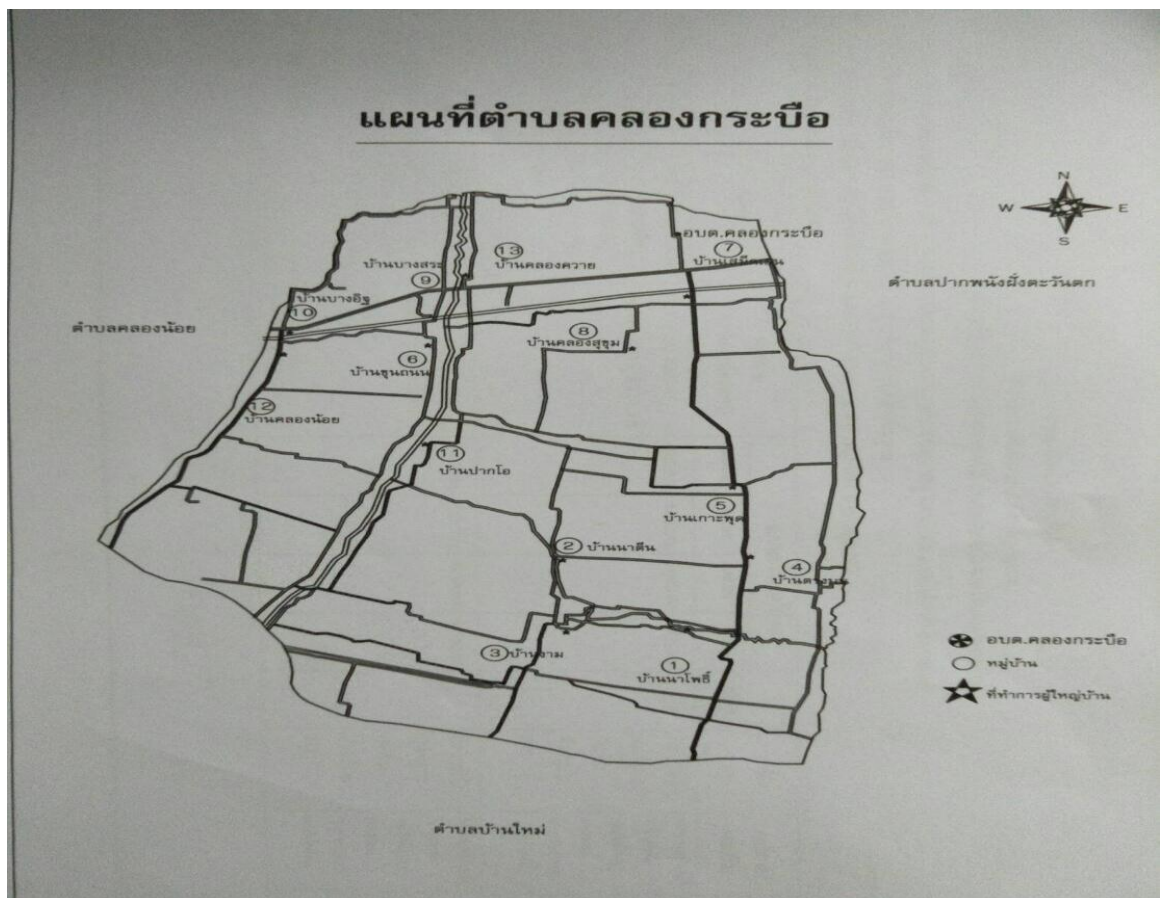 แผนที่ตำบลคลองกระบือ
N
W
E
S
อบต.คลองกระบือ
7
13
บ้านคลองควาย
บ้านบางสระ
9
ตำบลปากพนังฝั่งตะวันตก
บ้านบางอิฐ
10
ตำบลคลองน้อย
8
บ้านคลองสุขุม
6
บ้านขุนถนน
12
บ้านคลองน้อย
11
บ้านปากโอ
5
บ้านเกาะพุด
2 บ้านนาตีน
4
3 บ้านงาม
1
บ้านนาโพธิ์
อบต.คลองกระบือ
หมู่บ้าน
ที่ทำการผู้ใหญ่บ้าน
ตำบลบ้านใหม่